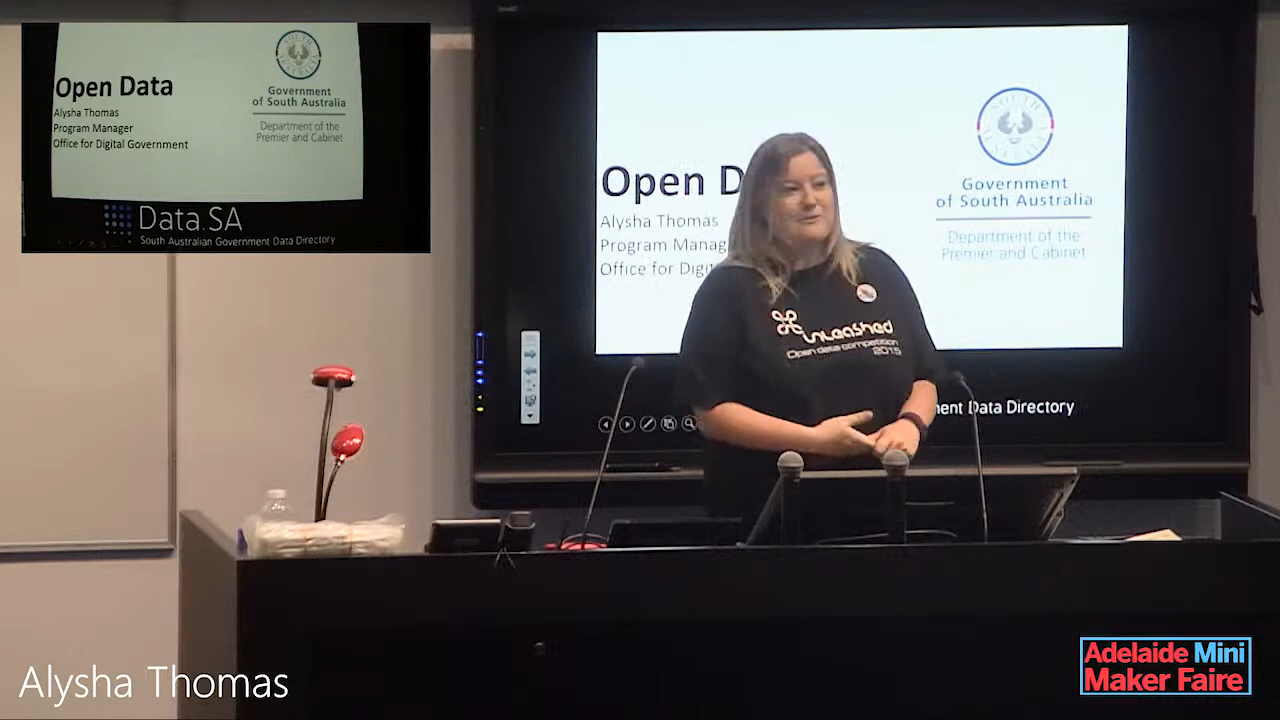 Open Data
Alysha Thomas
Program Manager
Office for Digital Government
Government
of South Australia
Department of the
Premier and Cabinet
Data.SA
South Australian Government Data Directory
Open D
Alysha Thomas
Program Manag
Office for Digi
Government
of South Australia
Department of the
Premier and Cabinet
unleashed
Open data competition
2015
ment Data Directory
Alysha Thomas
Adelaide Mini
Maker Faire